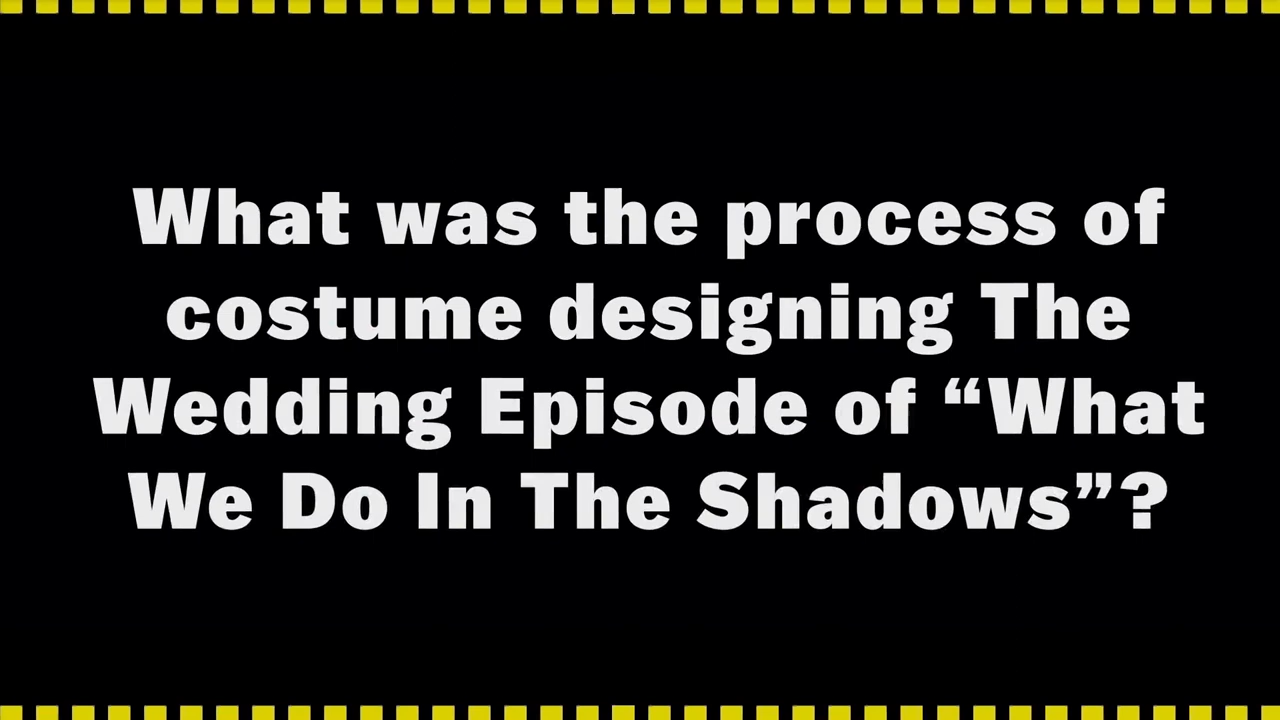 What was the process of
costume designing The
Wedding Episode of “What
We Do In The Shadows”?